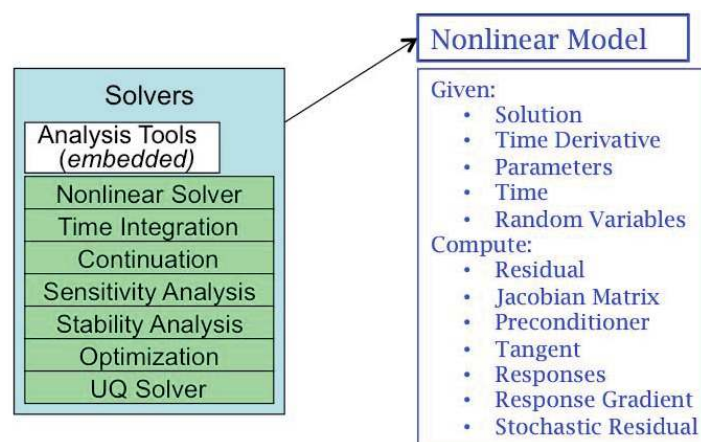 Solvers
Analysis Tools
(embedded)
Nonlinear Solver
Time Integration
Continuation
Sensitivity Analysis
Stability Analysis
Optimization
UQ Solver
Nonlinear Model
Given:
• Solution
• Time Derivative
• Parameters
• Time
• Random Variables
Compute:
• Residual
• Jacobian Matrix
• Preconditioner
• Tangent
• Responses
• Response Gradient
• Stochastic Residual